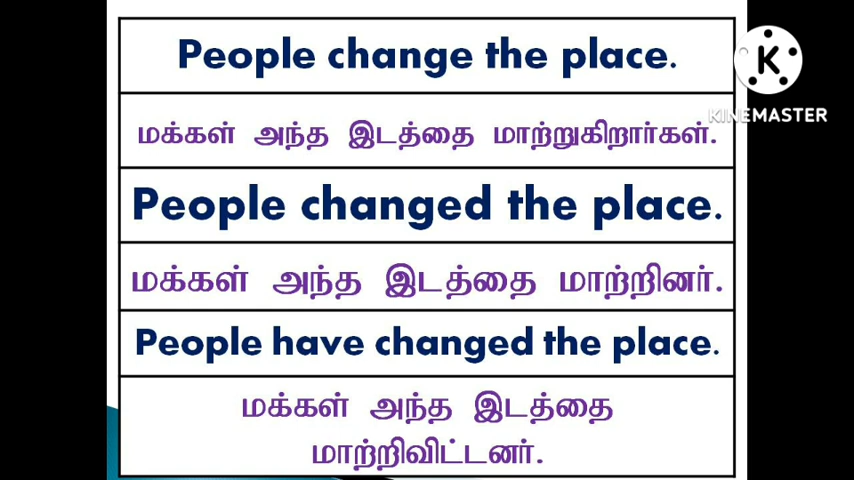 People change the place.
மக்கள் அந்த இடத்தை மாற்றுகிறார்கள்.
People changed the place.
மக்கள் அந்த இடத்தை மாற்றினர்.
People have changed the place.
மக்கள் அந்த இடத்தை
மாற்றிவிட்டனர்.
K
KINEMASTER